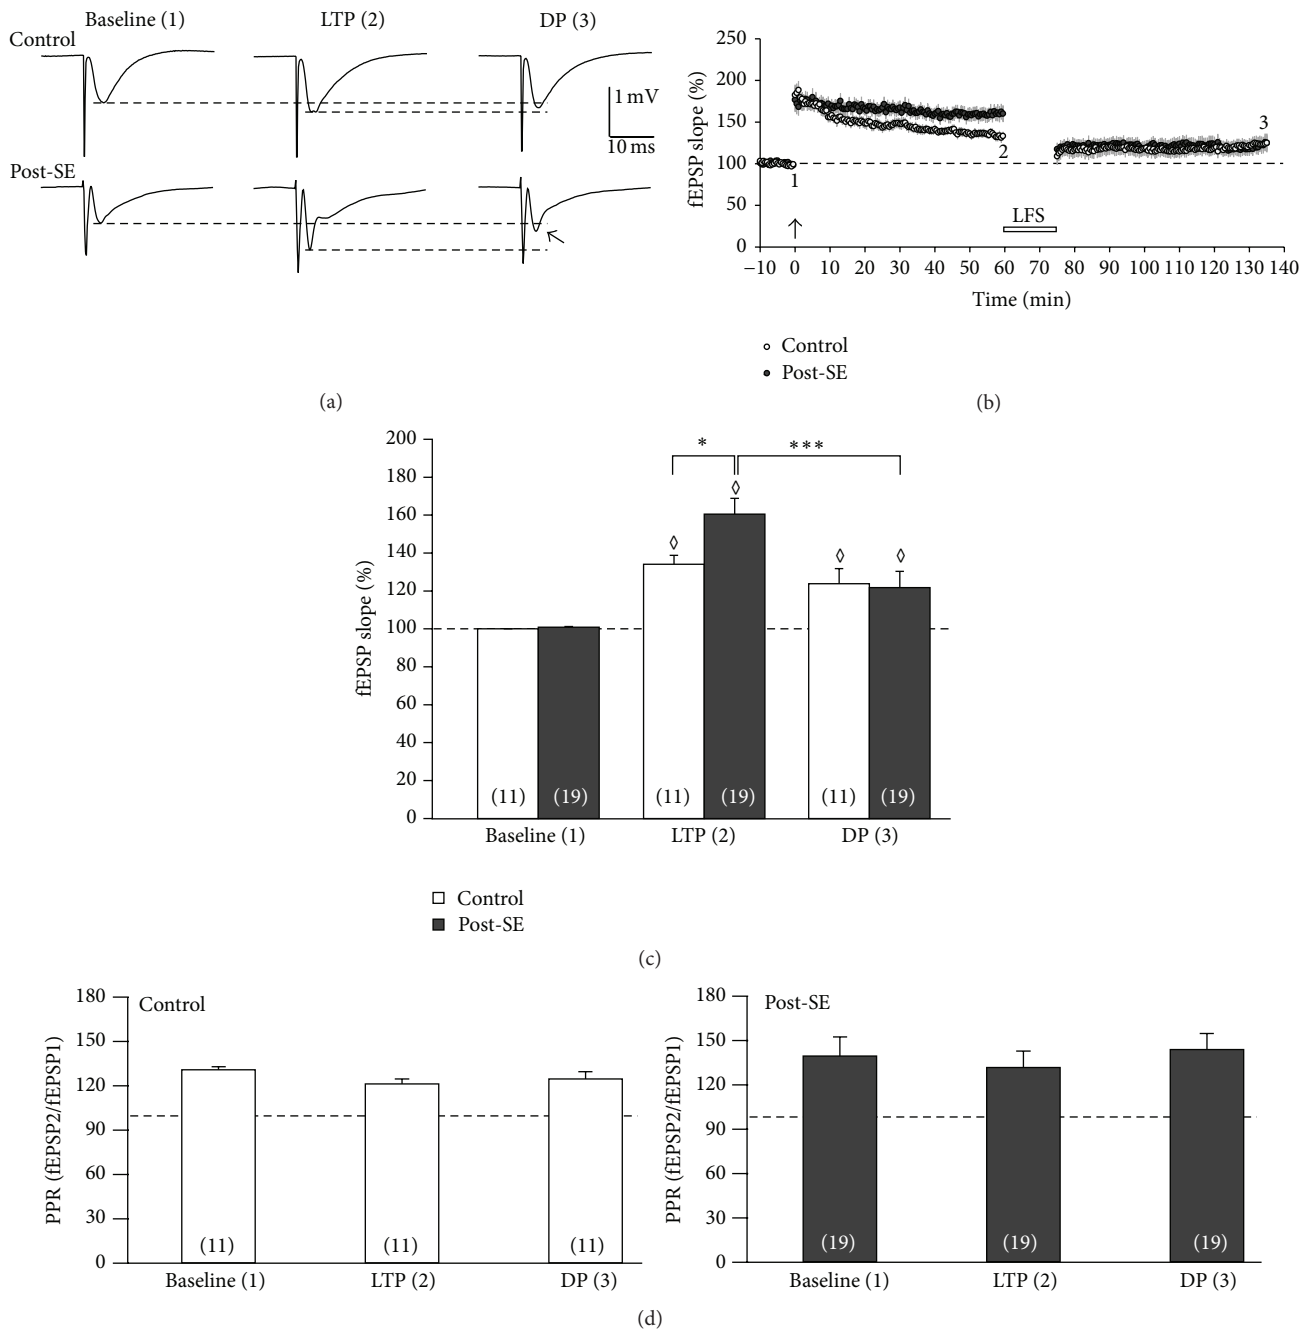 Baseline (1) LTP (2) DP (3)
Control
1 mV
10 ms
Post-SE
(a)
fEPSP slope (%)
250
200
150
100
50
0
1
2
3
LFS
−10 0 10 20 30 40 50 60 70 80 90 100 110 120 130 140
Time (min)
Control
Post-SE
(b)
fEPSP slope (%)
200
180
160
140
120
100
80
60
40
20
0
* ***
◊ ◊ ◊ ◊
(11) (19) (11) (19) (11) (19)
Baseline (1) LTP (2) DP (3)
Control
Post-SE
(c)
PPR (fEPSP2/fEPSP1)
180
150
120
90
60
30
0
Control
(11) (11) (11)
Baseline (1) LTP (2) DP (3)
PPR (fEPSP2/fEPSP1)
180
150
120
90
60
30
0
Post-SE
(19) (19) (19)
Baseline (1) LTP (2) DP (3)
(d)